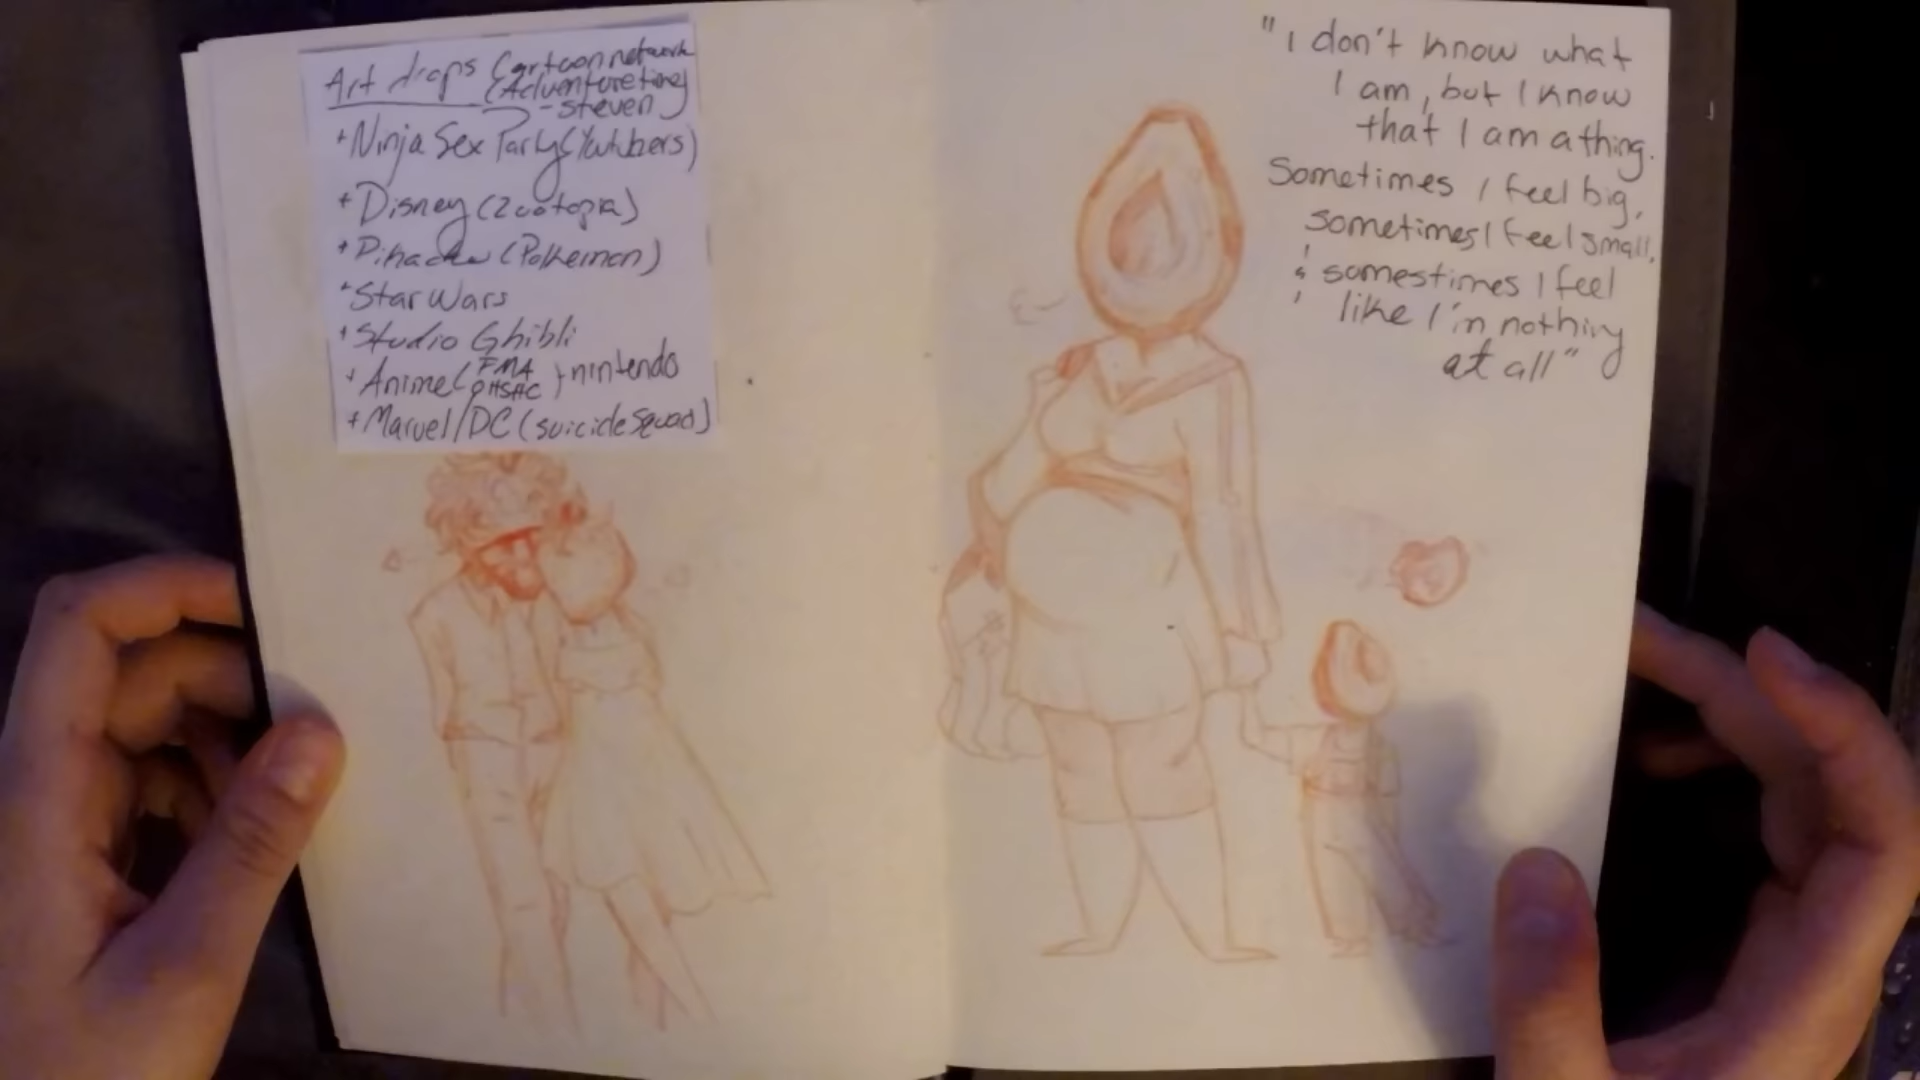 Art drops Cartoon network
(Adventure time)
- steven
+ Ninja Sex Party (Yutubbers)
+ Disney (Zootopia)
+ Pikachu (Pokemon)
+ Star Wars
+ Studio Ghibli
+ Anime (FMA OHSHC) + nintendo
+ Marvel/DC (suicide squad)
"I don't know what
I am, but I know
that I am a thing.
Sometimes I feel big,
sometimes I feel small,
& somestimes I feel
like I'm nothing
at all"